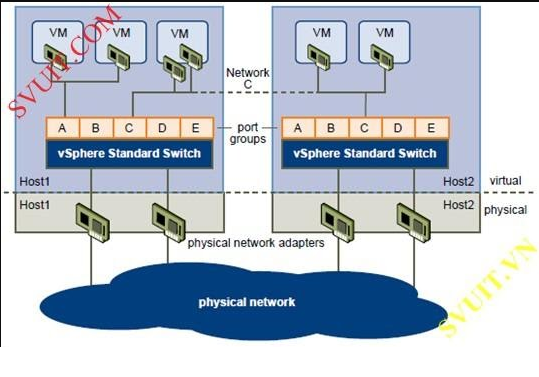 SVUIT.COM
VM VM VM VM VM
Network
C
A B C D E
port
groups
A B C D E
vSphere Standard Switch
vSphere Standard Switch
Host1
Host2
virtual
Host1
Host2
physical
physical network adapters
physical network
SVUIT.VN